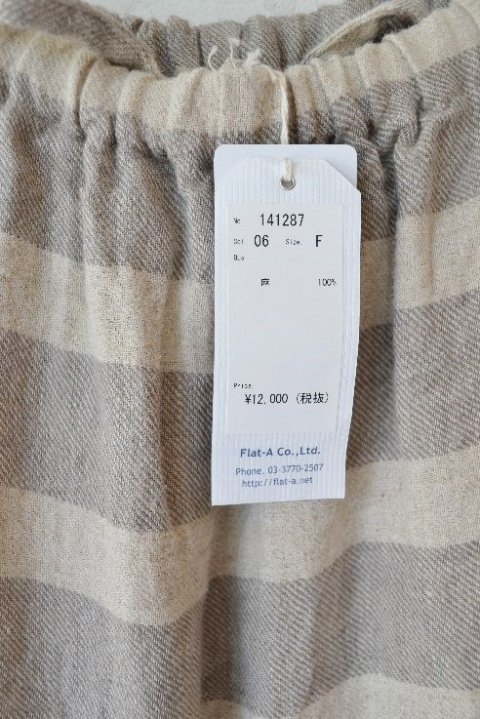 No 141287
Col 06 Size. F
Qua
麻 100%
Price.
¥12,000 (税抜)
Flat-A Co.,Ltd.
Phone. 03-3770-2507
http://flat-a.net